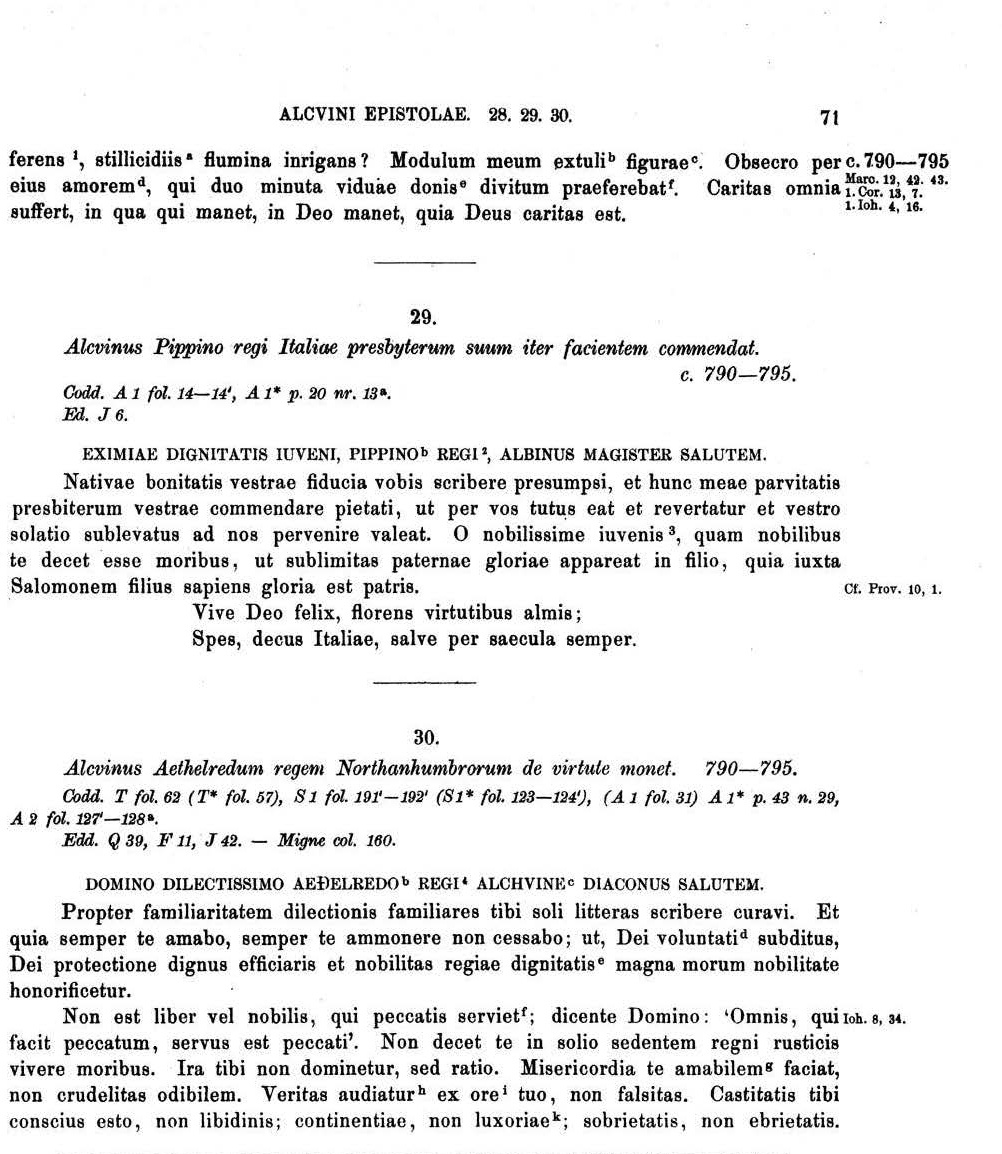 ALCVINI EPISTOLAE. 28. 29. 30. 71
ferens ¹, stillicidiis ᵃ flumina inrigans? Modulum meum extuli ᵇ figurae ᶜ. Obsecro per c. 790—795
eius amorem ᵈ, qui duo minuta viduae donis ᵉ divitum praeferebat ᶠ. Caritas omnia Marc. 12, 42. 43. 1. Cor. 13, 7.
suffert, in qua qui manet, in Deo manet, quia Deus caritas est. 1. Ioh. 4, 16.
29.
Alcvinus Pippino regi Italiae presbyterum suum iter facientem commendat.
c. 790—795.
Codd. A 1 fol. 14—14', A 1* p. 20 nr. 13ᵃ.
Ed. J 6.
EXIMIAE DIGNITATIS IUVENI, PIPPINO ᵇ REGI ², ALBINUS MAGISTER SALUTEM.
Nativae bonitatis vestrae fiducia vobis scribere presumpsi, et hunc meae parvitatis
presbiterum vestrae commendare pietati, ut per vos tutus eat et revertatur et vestro
solatio sublevatus ad nos pervenire valeat. O nobilissime iuvenis ³, quam nobilibus
te decet esse moribus, ut sublimitas paternae gloriae appareat in filio, quia iuxta
Salomonem filius sapiens gloria est patris. Cf. Prov. 10, 1.
Vive Deo felix, florens virtutibus almis;
Spes, decus Italiae, salve per saecula semper.
30.
Alcvinus Aethelredum regem Northanhumbrorum de virtute monet. 790—795.
Codd. T fol. 62 (T* fol. 57), S 1 fol. 191'—192' (S 1* fol. 123—124'), (A 1 fol. 31) A 1* p. 43 n. 29,
A 2 fol. 127'—128ᵃ.
Edd. Q 39, F 11, J 42. — Migne col. 160.
DOMINO DILECTISSIMO AEÐELREDO ᵇ REGI ⁴ ALCHVINE ᶜ DIACONUS SALUTEM.
Propter familiaritatem dilectionis familiares tibi soli litteras scribere curavi. Et
quia semper te amabo, semper te ammonere non cessabo; ut, Dei voluntati ᵈ subditus,
Dei protectione dignus efficiaris et nobilitas regiae dignitatis ᵉ magna morum nobilitate
honorificetur.
Non est liber vel nobilis, qui peccatis serviet ᶠ; dicente Domino: ‘Omnis, qui Ioh. 8, 34.
facit peccatum, servus est peccati’. Non decet te in solio sedentem regni rusticis
vivere moribus. Ira tibi non dominetur, sed ratio. Misericordia te amabilem ᵍ faciat,
non crudelitas odibilem. Veritas audiatur ʰ ex ore ⁱ tuo, non falsitas. Castitatis tibi
conscius esto, non libidinis; continentiae, non luxoriae ᵏ; sobrietatis, non ebrietatis.